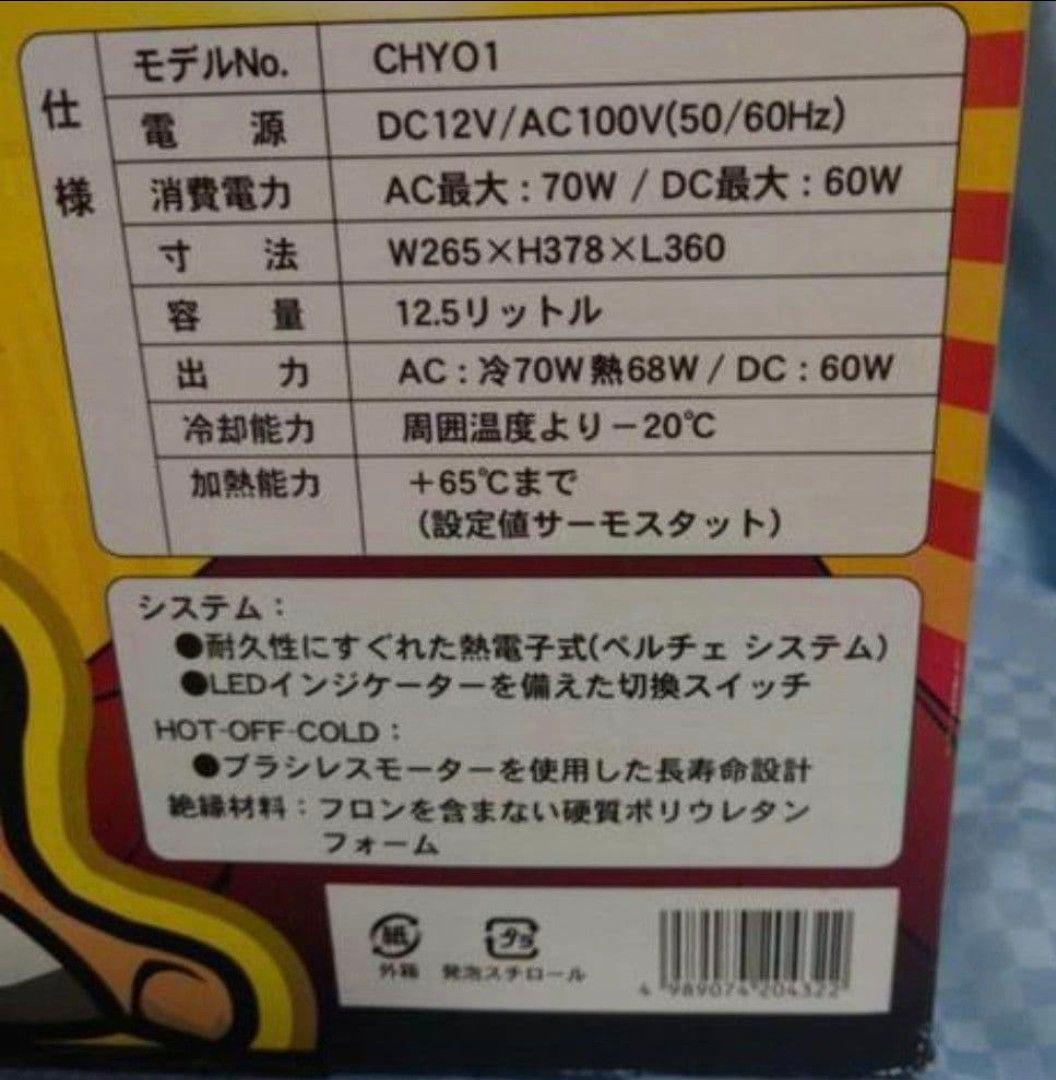 仕様
モデルNo. CHY01
電源 DC12V/AC100V(50/60Hz)
消費電力 AC最大：70W / DC最大：60W
寸法 W265×H378×L360
容量 12.5リットル
出力 AC：冷70W 熱68W / DC：60W
冷却能力 周囲温度より－20℃
加熱能力 ＋65℃まで
（設定値サーモスタット）
システム：
●耐久性にすぐれた熱電子式(ペルチェ システム)
●LEDインジケーターを備えた切換スイッチ
HOT-OFF-COLD：
●ブラシレスモーターを使用した長寿命設計
絶縁材料：フロンを含まない硬質ポリウレタン
フォーム
紙 プラ
外箱 発泡スチロール
4 989074 204322